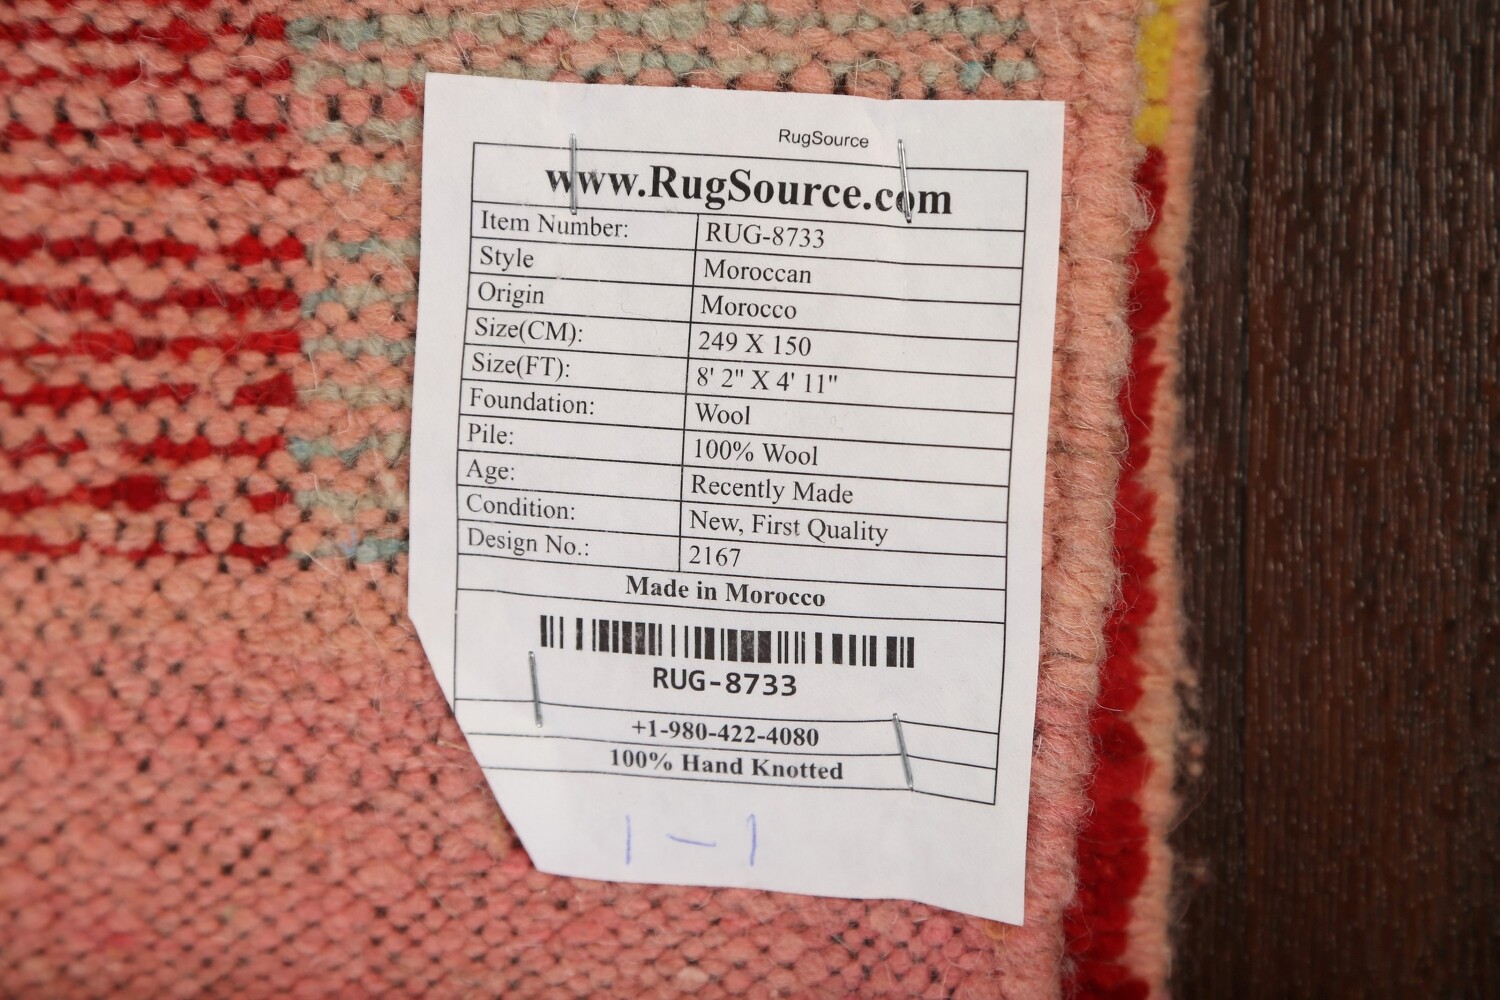 RugSource
www.RugSource.com
Item Number: RUG-8733
Style Moroccan
Origin Morocco
Size(CM): 249 X 150
Size(FT): 8' 2" X 4' 11"
Foundation: Wool
Pile: 100% Wool
Age: Recently Made
Condition: New, First Quality
Design No.: 2167
Made in Morocco
RUG-8733
+1-980-422-4080
100% Hand Knotted
1-1